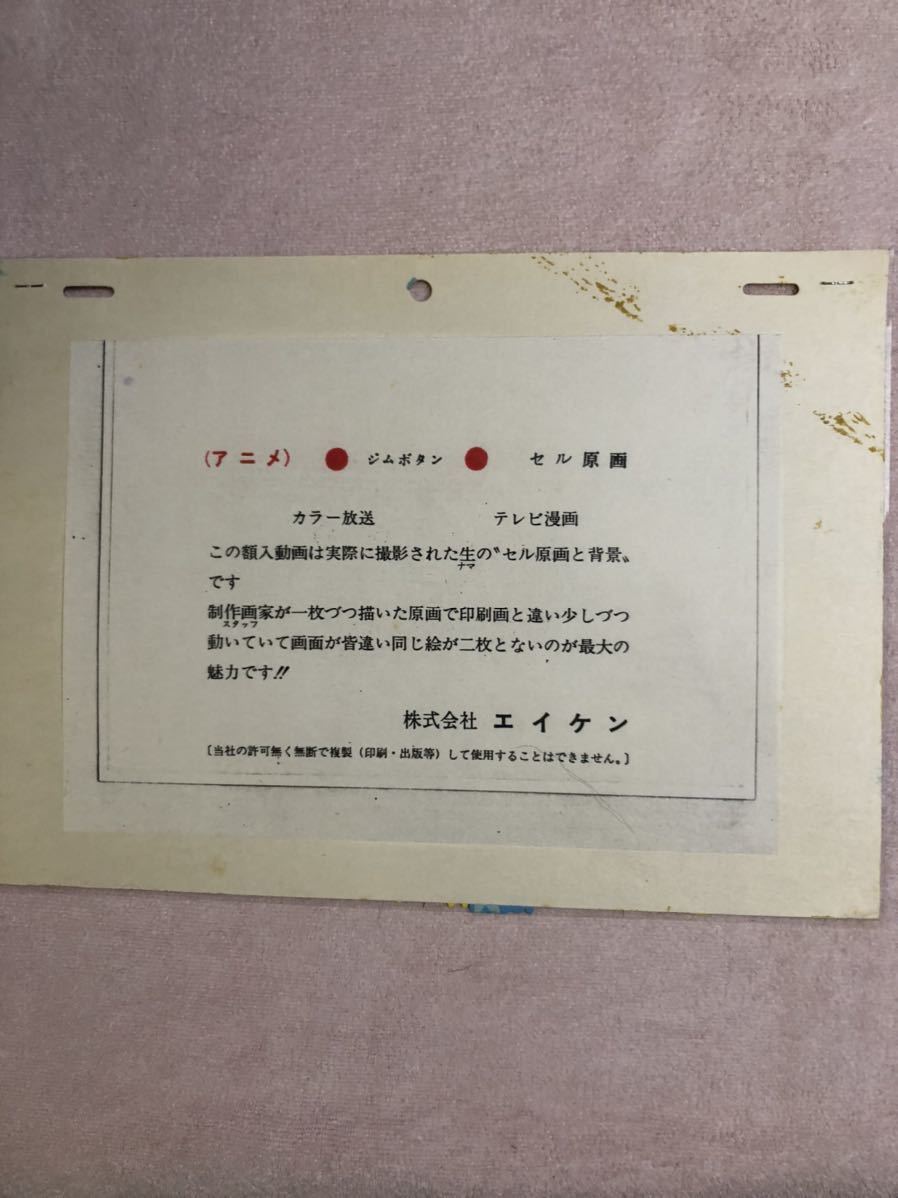 (アニメ) ● ジムボタン ● セル原画
カラー放送 テレビ漫画
この額入動画は実際に撮影された生の〝セル原画と背景〟
ナマ
です
制作画家が一枚づつ描いた原画で印刷画と違い少しづつ
スタッフ
動いていて画面が皆違い同じ絵が二枚とないのが最大の
魅力です!!
株式会社 エイケン
〔当社の許可無く無断で複製(印刷・出版等)して使用することはできません。〕